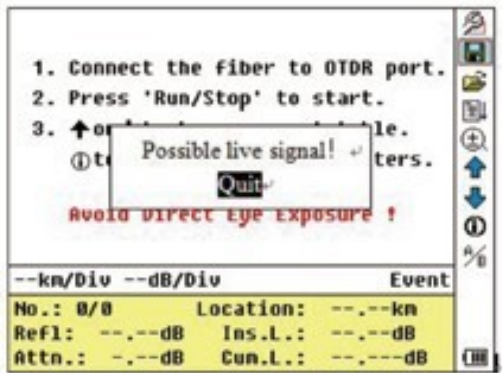 1. Connect the fiber to OTDR port.
2. Press 'Run/Stop' to start.
3. ↑or
ⓘt ters.
Possible live signal! ↵
Quit↵
Avoid Direct Eye Exposure !
--km/Div --dB/Div Event
No.: 0/0 Location: --.--km
Refl: --.--dB Ins.L.: --.--dB
Attn.: -.--dB Cum.L.: --.---dB
A/B